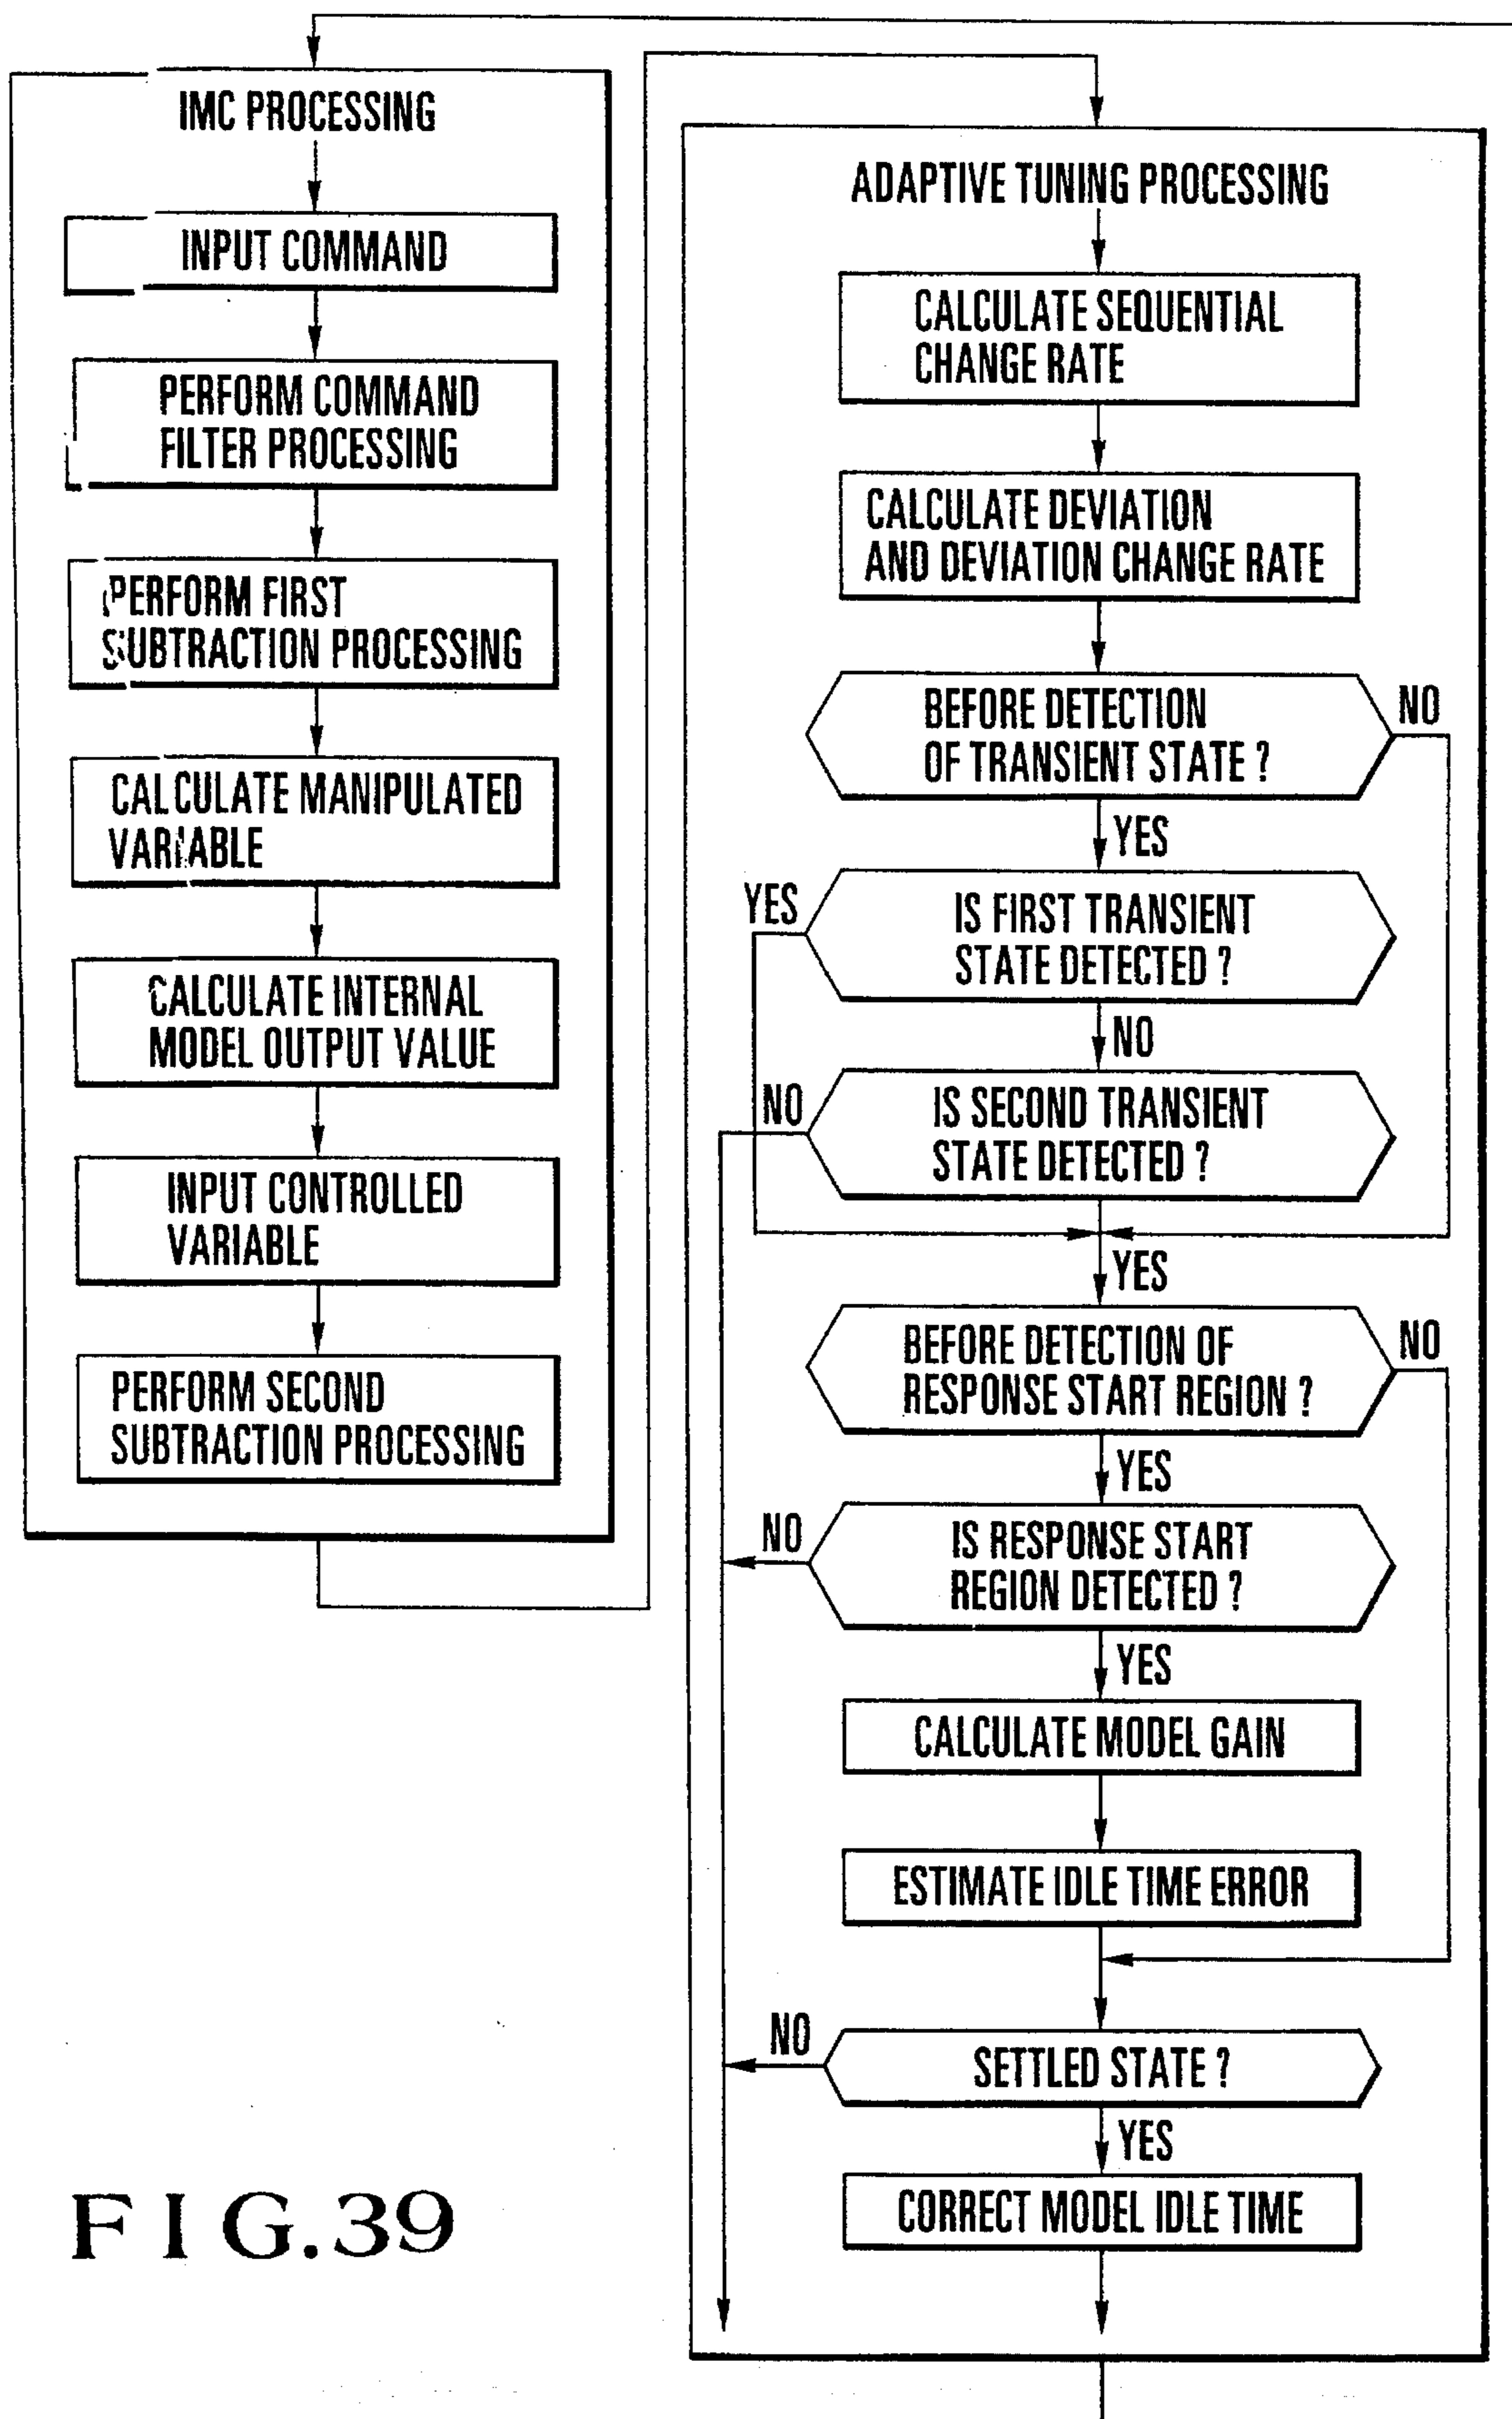 IMC PROCESSING
INPUT COMMAND
PERFORM COMMAND
FILTER PROCESSING
PERFORM FIRST
SUBTRACTION PROCESSING
CALCULATE MANIPULATED
VARIABLE
CALCULATE INTERNAL
MODEL OUTPUT VALUE
INPUT CONTROLLED
VARIABLE
PERFORM SECOND
SUBTRACTION PROCESSING
ADAPTIVE TUNING PROCESSING
CALCULATE SEQUENTIAL
CHANGE RATE
CALCULATE DEVIATION
AND DEVIATION CHANGE RATE
BEFORE DETECTION
OF TRANSIENT STATE ?
NO
YES
IS FIRST TRANSIENT
STATE DETECTED ?
YES
NO
IS SECOND TRANSIENT
STATE DETECTED ?
NO
YES
BEFORE DETECTION OF
RESPONSE START REGION ?
NO
YES
IS RESPONSE START
REGION DETECTED ?
NO
YES
CALCULATE MODEL GAIN
ESTIMATE IDLE TIME ERROR
SETTLED STATE ?
NO
YES
CORRECT MODEL IDLE TIME
FIG.39